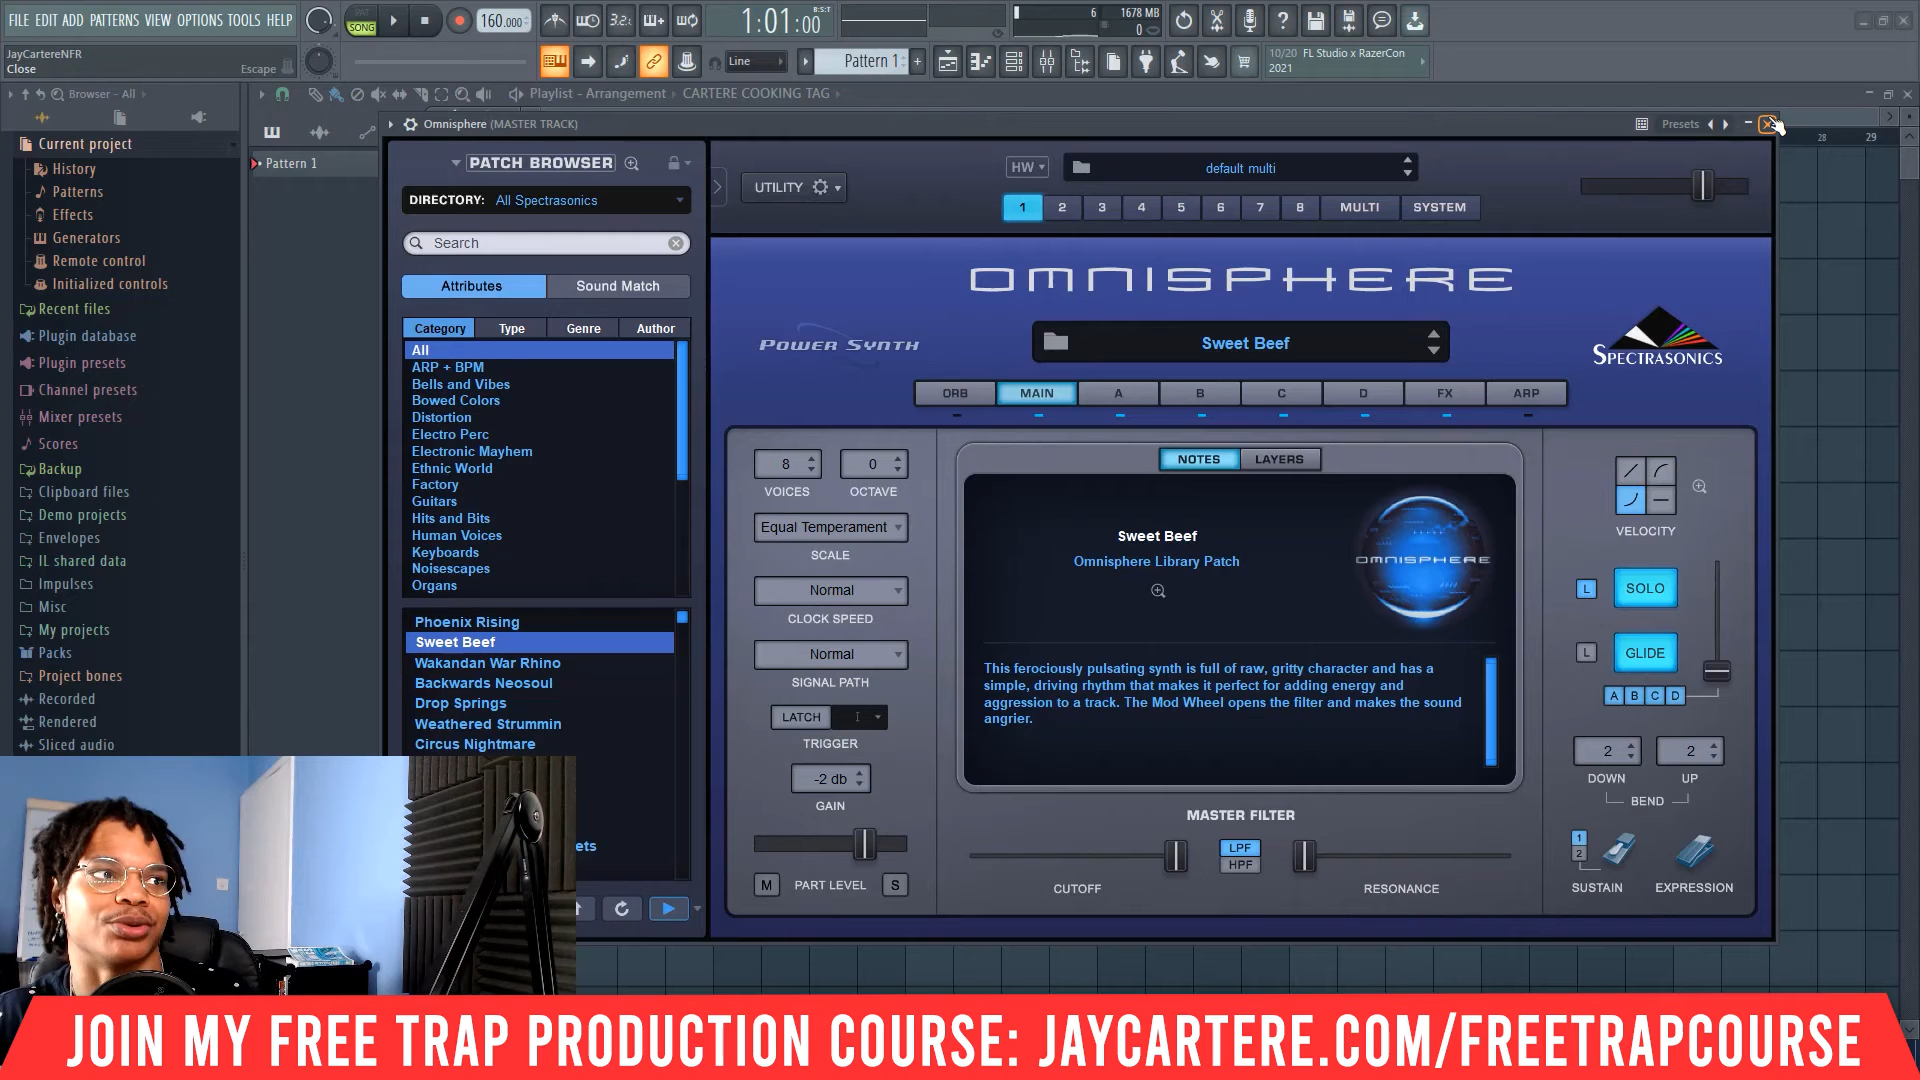 FILE EDIT ADD PATTERNS VIEW OPTIONS TOOLS HELP
PAT
SONG
160.000
3.2.
1:01:00
B:S:T
6
1678 MB
0
JayCartereNFR
Close
Escape
Line
Pattern 1
10/20 FL Studio x RazerCon
2021
Browser - All
Playlist - Arrangement
CARTERE COOKING TAG
Omnisphere (MASTER TRACK)
Presets
28
29
Current project
History
Patterns
Effects
Generators
Remote control
Initialized controls
Recent files
Plugin database
Plugin presets
Channel presets
Mixer presets
Scores
Backup
Clipboard files
Demo projects
Envelopes
IL shared data
Impulses
Misc
My projects
Packs
Project bones
Recorded
Rendered
Sliced audio
Pattern 1
PATCH BROWSER
DIRECTORY: All Spectrasonics
Search
Attributes
Sound Match
Category
Type
Genre
Author
All
ARP + BPM
Bells and Vibes
Bowed Colors
Distortion
Electro Perc
Electronic Mayhem
Ethnic World
Factory
Guitars
Hits and Bits
Human Voices
Keyboards
Noisescapes
Organs
Phoenix Rising
Sweet Beef
Wakandan War Rhino
Backwards Neosoul
Drop Springs
Weathered Strummin
Circus Nightmare
ets
UTILITY
HW
default multi
1
2
3
4
5
6
7
8
MULTI
SYSTEM
OMNISPHERE
POWER SYNTH
Sweet Beef
SPECTRASONICS
ORB
MAIN
A
B
C
D
FX
ARP
8
0
VOICES
OCTAVE
Equal Temperament
SCALE
Normal
CLOCK SPEED
Normal
SIGNAL PATH
LATCH
TRIGGER
-2 db
GAIN
M
PART LEVEL
S
NOTES
LAYERS
Sweet Beef
Omnisphere Library Patch
OMNISPHERE
This ferociously pulsating synth is full of raw, gritty character and has a
simple, driving rhythm that makes it perfect for adding energy and
aggression to a track. The Mod Wheel opens the filter and makes the sound
angrier.
MASTER FILTER
LPF
HPF
CUTOFF
RESONANCE
VELOCITY
L
SOLO
L
GLIDE
A B C D
2
2
DOWN
UP
BEND
1
2
SUSTAIN
EXPRESSION
JOIN MY FREE TRAP PRODUCTION COURSE: JAYCARTERE.COM/FREETRAPCOURSE